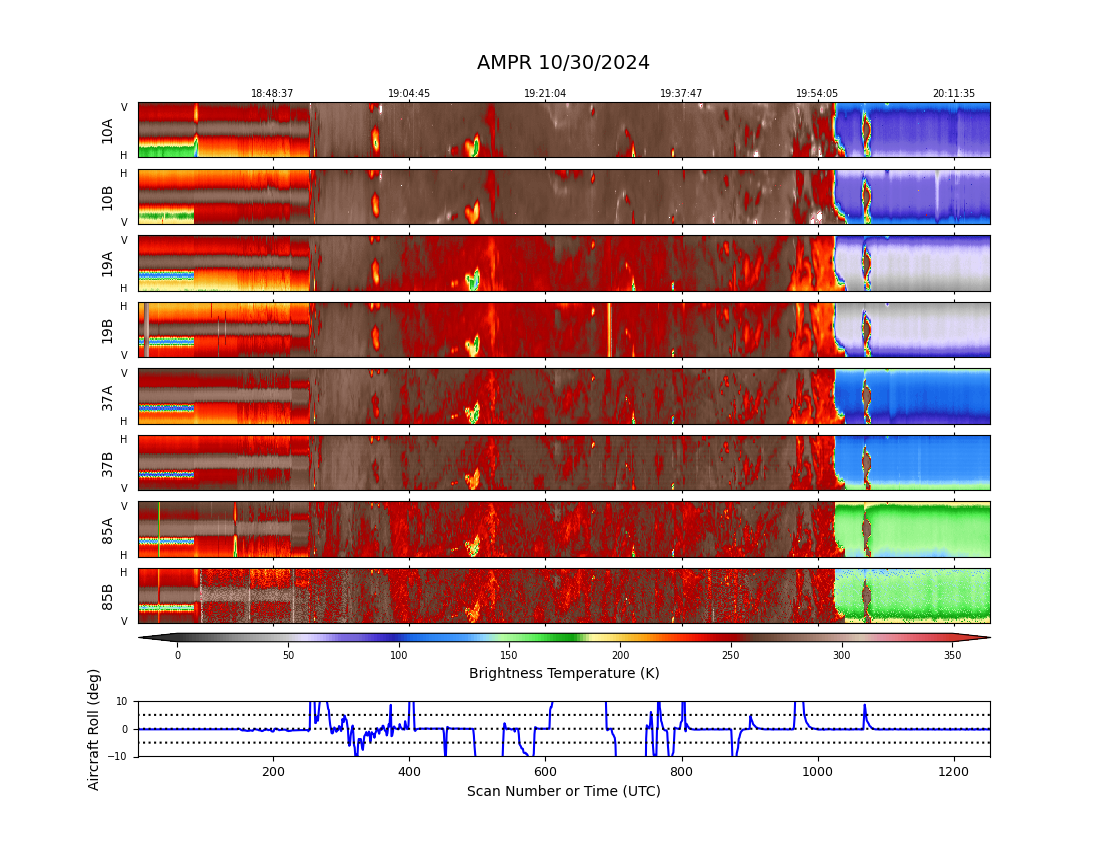 AMPR 10/30/2024
18:48:37 19:04:45 19:21:04 19:37:47 19:54:05 20:11:35
V
10A
H
H
10B
V
V
19A
H
H
19B
V
V
37A
H
H
37B
V
V
85A
H
H
85B
V
0 50 100 150 200 250 300 350
Brightness Temperature (K)
Aircraft Roll (deg)
10
0
−10
200 400 600 800 1000 1200
Scan Number or Time (UTC)